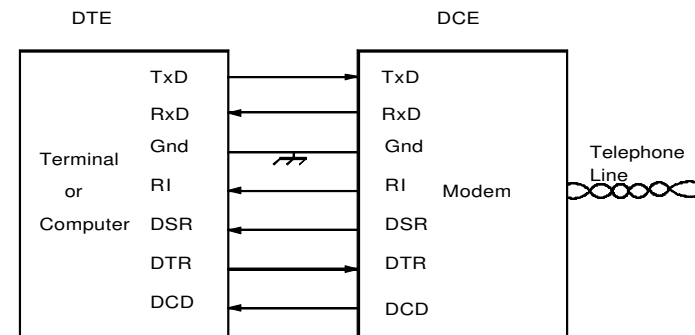 DTE
DCE
TxD
RxD
Gnd
RI
DSR
DTR
DCD
Terminal
or
Computer
TxD
RxD
Gnd
RI
DSR
DTR
DCD
Modem
Telephone
Line